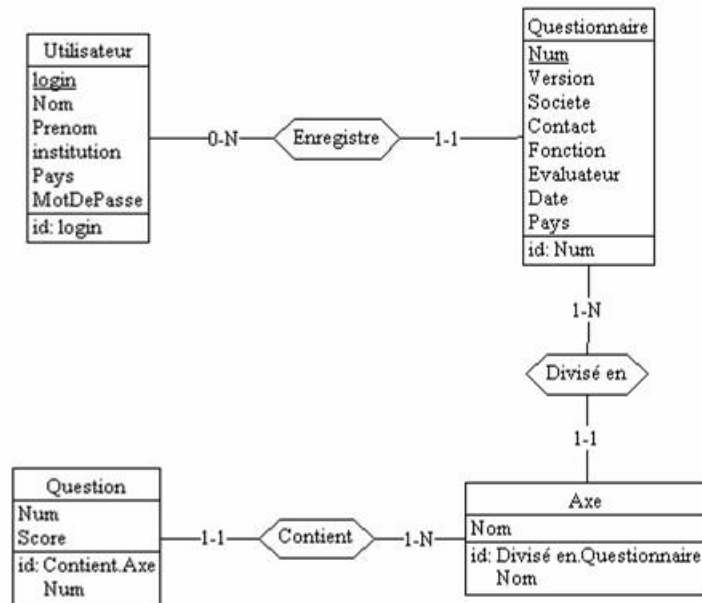 Utilisateur
login
Nom
Prenom
institution
Pays
MotDePasse
id: login
0-N
Enregistre
1-1
Questionnaire
Num
Version
Societe
Contact
Fonction
Evaluateur
Date
Pays
id: Num
1-N
Divisé en
1-1
Question
Num
Score
id: Contient.Axe
Num
1-1
Contient
1-N
Axe
Nom
id: Divisé en.Questionnaire
Nom